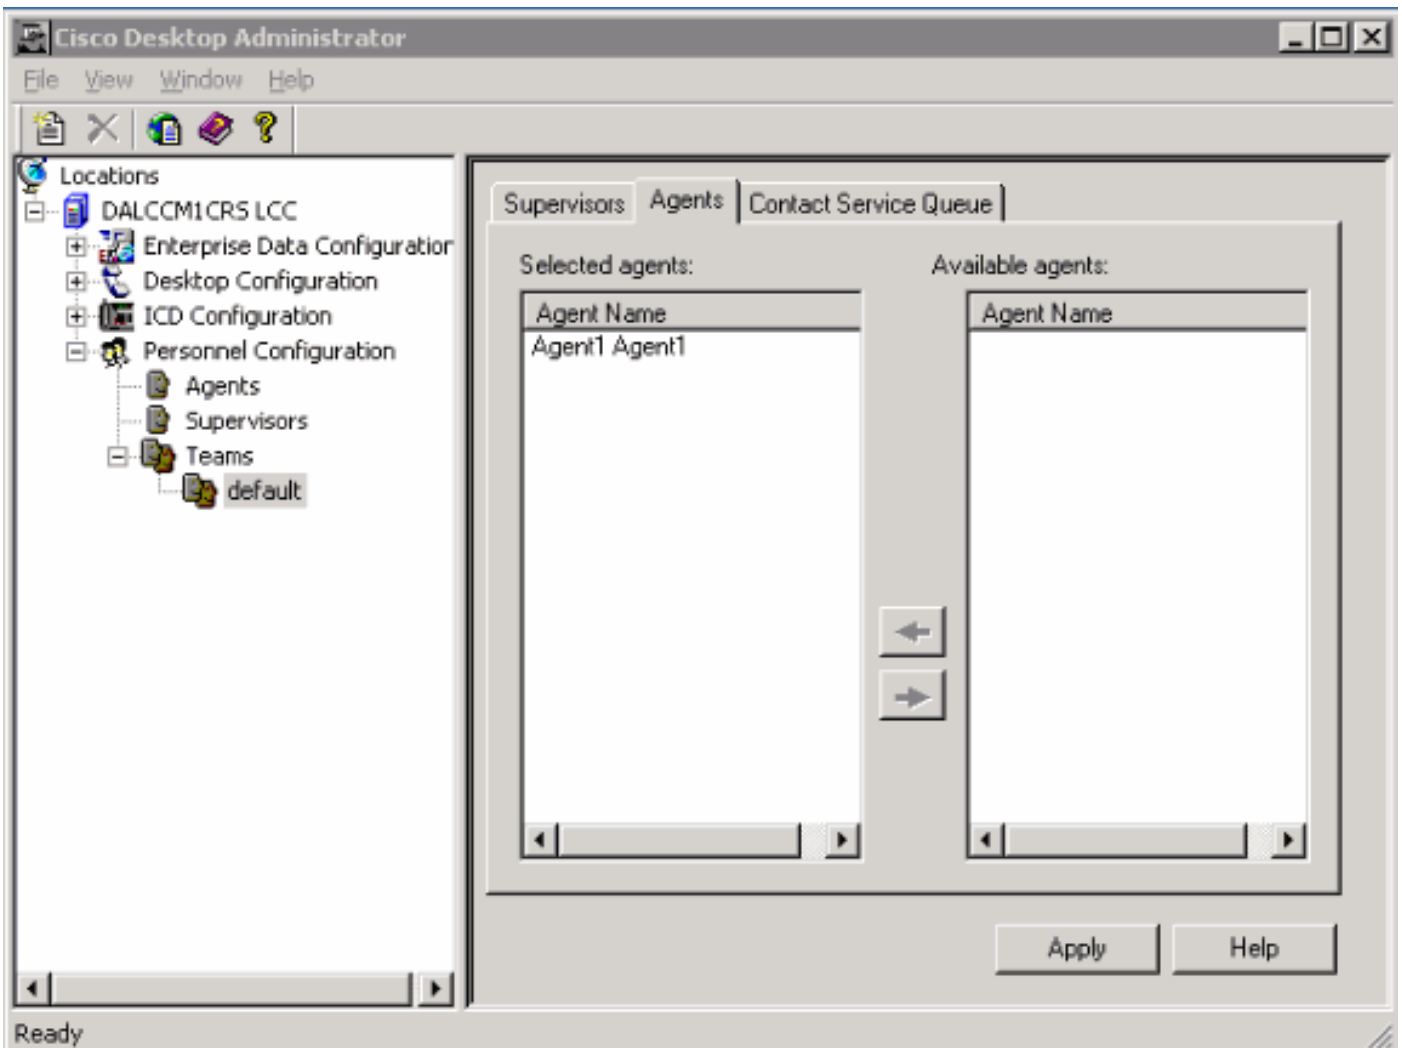 Cisco Desktop Administrator
File View Window Help
Locations
DALCCM1CRS LCC
Enterprise Data Configuration
Desktop Configuration
ICD Configuration
Personnel Configuration
Agents
Supervisors
Teams
default
Supervisors Agents Contact Service Queue
Selected agents: Available agents:
Agent Name Agent Name
Agent1 Agent1
Apply Help
Ready